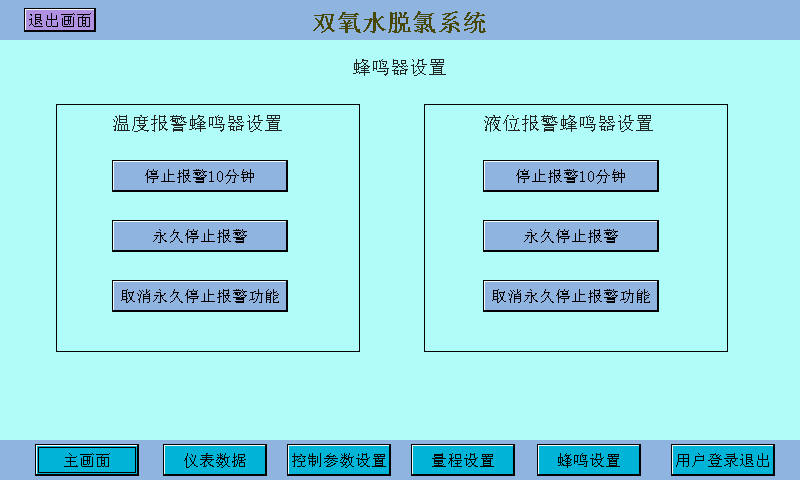 退出画面
双氧水脱氯系统
蜂鸣器设置
温度报警蜂鸣器设置
停止报警10分钟
永久停止报警
取消永久停止报警功能
液位报警蜂鸣器设置
停止报警10分钟
永久停止报警
取消永久停止报警功能
主画面
仪表数据
控制参数设置
量程设置
蜂鸣设置
用户登录退出